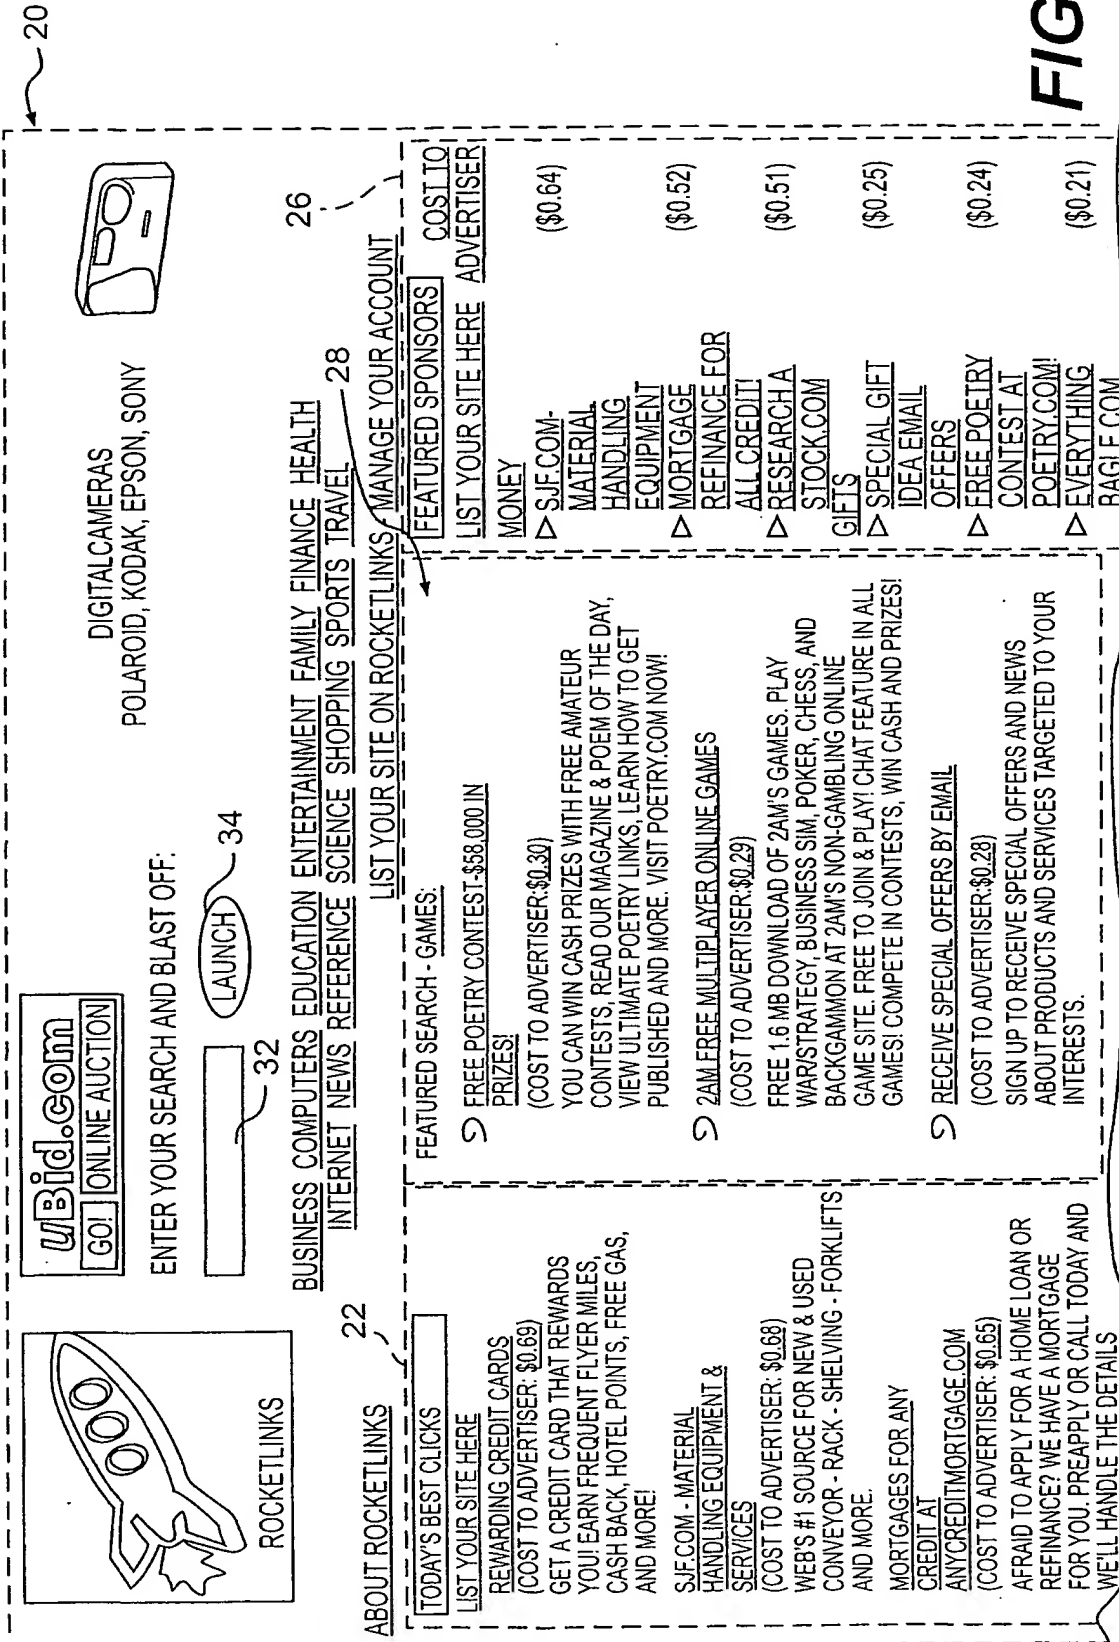 20
uBid.com
GO! ONLINE AUCTION
DIGITALCAMERAS
POLAROID, KODAK, EPSON, SONY
ENTER YOUR SEARCH AND BLAST OFF:
LAUNCH
34
32
ROCKETLINKS
BUSINESS COMPUTERS EDUCATION ENTERTAINMENT FAMILY FINANCE HEALTH
INTERNET NEWS REFERENCE SCIENCE SHOPPING SPORTS TRAVEL
28
26
ABOUT ROCKETLINKS
22
LIST YOUR SITE ON ROCKETLINKS MANAGE YOUR ACCOUNT
TODAY'S BEST CLICKS
LIST YOUR SITE HERE
REWARDING CREDIT CARDS
(COST TO ADVERTISER: $0.69)
GET A CREDIT CARD THAT REWARDS
YOU! EARN FREQUENT FLYER MILES,
CASH BACK, HOTEL POINTS, FREE GAS,
AND MORE!
SJF.COM - MATERIAL
HANDLING EQUIPMENT &
SERVICES
(COST TO ADVERTISER: $0.68)
WEB'S #1 SOURCE FOR NEW & USED
CONVEYOR - RACK - SHELVING - FORKLIFTS
AND MORE.
MORTGAGES FOR ANY
CREDIT AT
ANYCREDITMORTGAGE.COM
(COST TO ADVERTISER: $0.65)
AFRAID TO APPLY FOR A HOME LOAN OR
REFINANCE? WE HAVE A MORTGAGE
FOR YOU. PREAPPLY OR CALL TODAY AND
WE'LL HANDLE THE DETAILS
FEATURED SEARCH - GAMES:
FREE POETRY CONTEST-$58,000 IN
PRIZES!
(COST TO ADVERTISER:$0.30)
YOU CAN WIN CASH PRIZES WITH FREE AMATEUR
CONTESTS, READ OUR MAGAZINE & POEM OF THE DAY,
VIEW ULTIMATE POETRY LINKS, LEARN HOW TO GET
PUBLISHED AND MORE. VISIT POETRY.COM NOW!
2AM FREE MULTIPLAYER ONLINE GAMES
(COST TO ADVERTISER:$0.29)
FREE 1.6 MB DOWNLOAD OF 2AM'S GAMES. PLAY
WAR/STRATEGY, BUSINESS SIM, POKER, CHESS, AND
BACKGAMMON AT 2AM'S NON-GAMBLING ONLINE
GAME SITE. FREE TO JOIN & PLAY! CHAT FEATURE IN ALL
GAMES! COMPETE IN CONTESTS, WIN CASH AND PRIZES!
RECEIVE SPECIAL OFFERS BY EMAIL
(COST TO ADVERTISER:$0.28)
SIGN UP TO RECEIVE SPECIAL OFFERS AND NEWS
ABOUT PRODUCTS AND SERVICES TARGETED TO YOUR
INTERESTS.
FEATURED SPONSORS
COST TO
LIST YOUR SITE HERE ADVERTISER
MONEY
SJF.COM- ($0.64)
MATERIAL
HANDLING
EQUIPMENT
MORTGAGE ($0.52)
REFINANCE FOR
ALL CREDIT!
RESEARCH A ($0.51)
STOCK.COM
GIFTS
SPECIAL GIFT ($0.25)
IDEA EMAIL
OFFERS
FREE POETRY ($0.24)
CONTEST AT
POETRY.COM!
EVERYTHING ($0.21)
BAGLE.COM
FIG